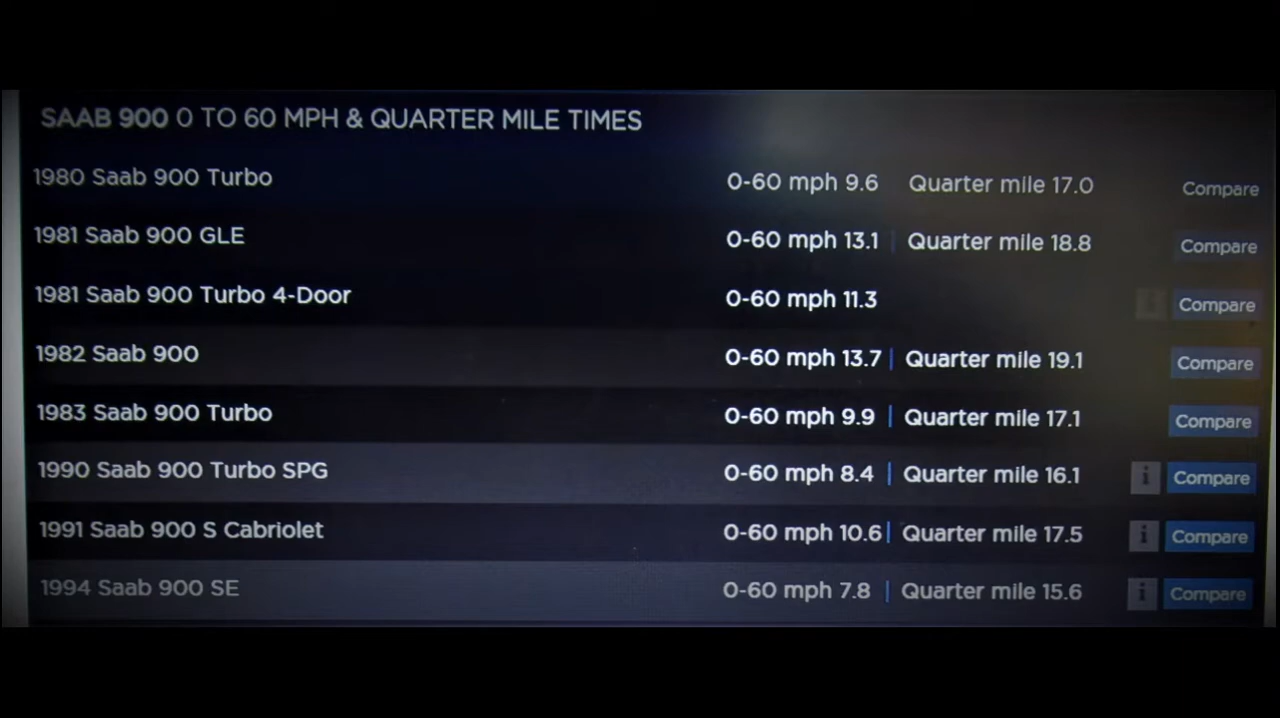 SAAB 900 0 TO 60 MPH & QUARTER MILE TIMES
1980 Saab 900 Turbo 0-60 mph 9.6 Quarter mile 17.0 Compare
1981 Saab 900 GLE 0-60 mph 13.1 | Quarter mile 18.8 Compare
1981 Saab 900 Turbo 4-Door 0-60 mph 11.3 i Compare
1982 Saab 900 0-60 mph 13.7 | Quarter mile 19.1 Compare
1983 Saab 900 Turbo 0-60 mph 9.9 | Quarter mile 17.1 Compare
1990 Saab 900 Turbo SPG 0-60 mph 8.4 | Quarter mile 16.1 i Compare
1991 Saab 900 S Cabriolet 0-60 mph 10.6 | Quarter mile 17.5 i Compare
1994 Saab 900 SE 0-60 mph 7.8 | Quarter mile 15.6 i Compare